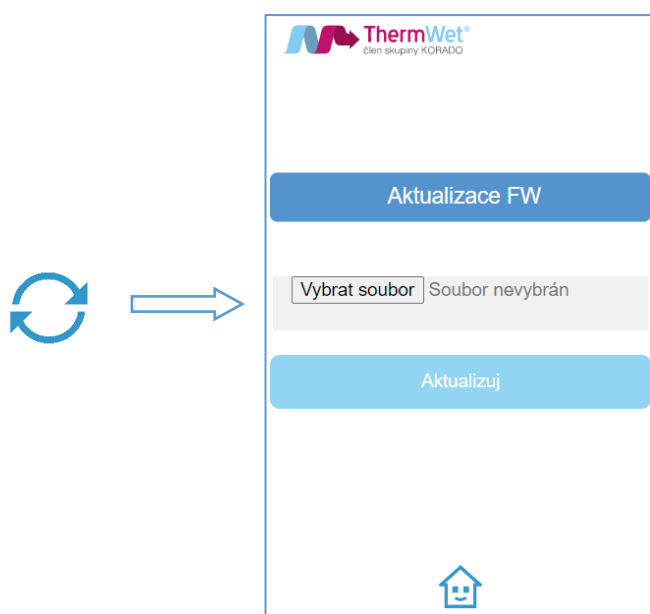 ThermWet®
člen skupiny KORADO
Aktualizace FW
Vybrat soubor Soubor nevybrán
Aktualizuj